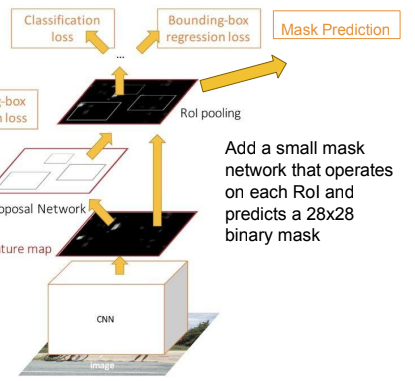 Classification
loss
Bounding-box
regression loss
Mask Prediction
...
-box
loss
RoI pooling
Add a small mask
network that operates
on each RoI and
predicts a 28x28
binary mask
Proposal Network
ture map
CNN
image